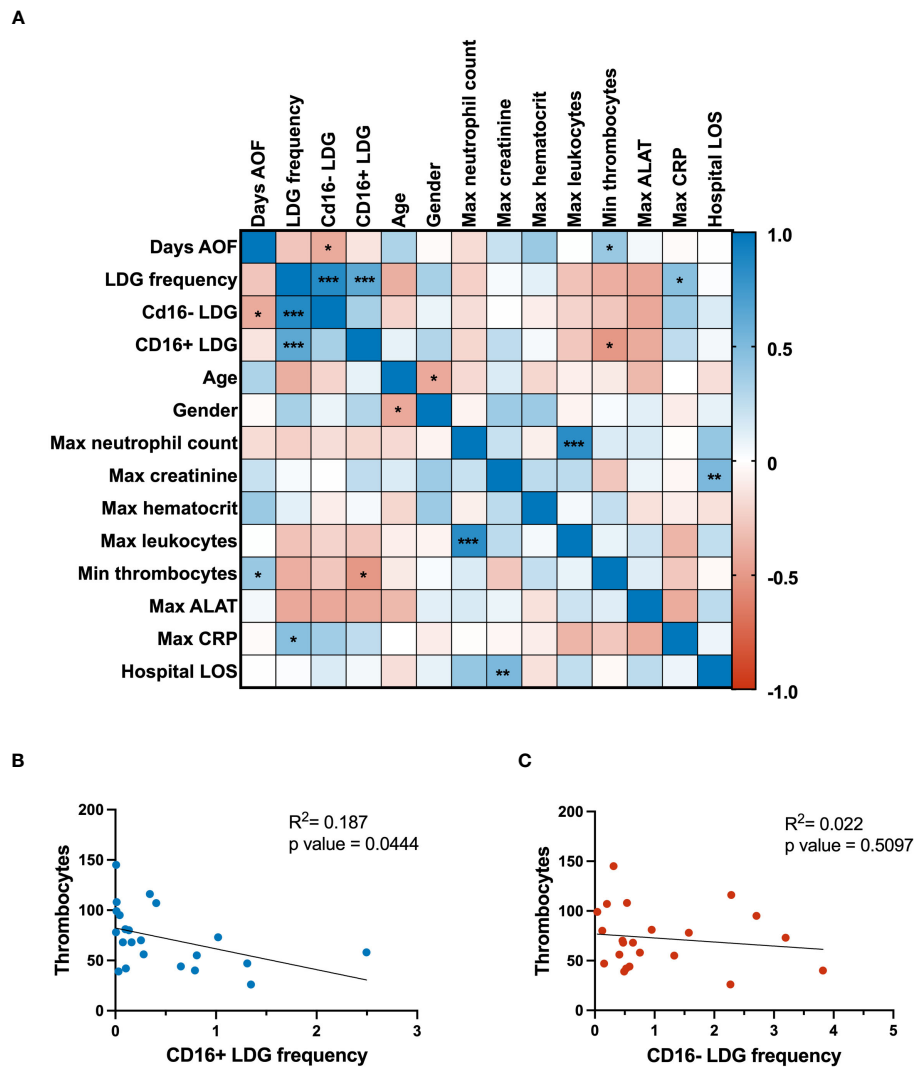 A
Days AOF
LDG frequency
Cd16- LDG
CD16+ LDG
Age
Gender
Max neutrophil count
Max creatinine
Max hematocrit
Max leukocytes
Min thrombocytes
Max ALAT
Max CRP
Hospital LOS
Days AOF * *
LDG frequency *** *** *
Cd16- LDG * ***
CD16+ LDG *** *
Age *
Gender *
Max neutrophil count ***
Max creatinine **
Max hematocrit
Max leukocytes ***
Min thrombocytes * *
Max ALAT
Max CRP *
Hospital LOS **
1.0
0.5
0
-0.5
-1.0
B
Thrombocytes
200
150
100
50
0
R²= 0.187
p value = 0.0444
0 1 2 3
CD16+ LDG frequency
C
Thrombocytes
200
150
100
50
0
R²= 0.022
p value = 0.5097
0 1 2 3 4 5
CD16- LDG frequency